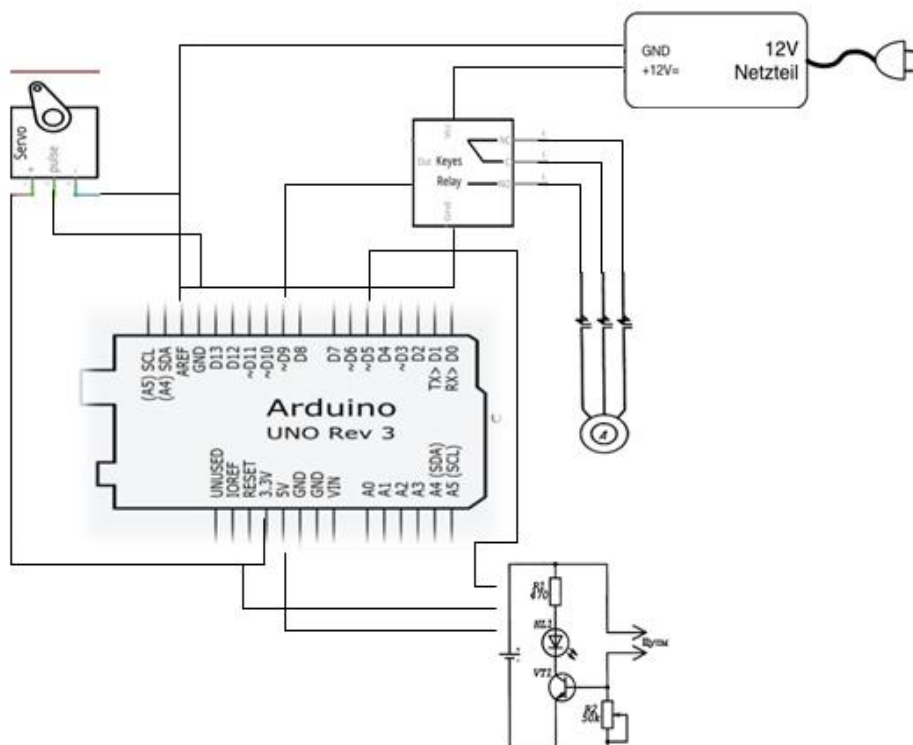 GND
+12V=
12V
Netzteil
Servo
pulse
+
-
Vcc
Out
Keyes
Relay
NC
C
NO
Gnd
(A5) SCL
(A4) SDA
AREF
GND
D13
D12
~D11
~D10
~D9
D8
D7
~D6
~D5
D4
~D3
D2
TX> D1
RX> D0
Arduino
UNO Rev 3
UNUSED
IOREF
RESET
3.3V
5V
GND
GND
VIN
A0
A1
A2
A3
A4 (SDA)
A5 (SCL)
R1
470
HL1
VT1
R2
50k
Щупы